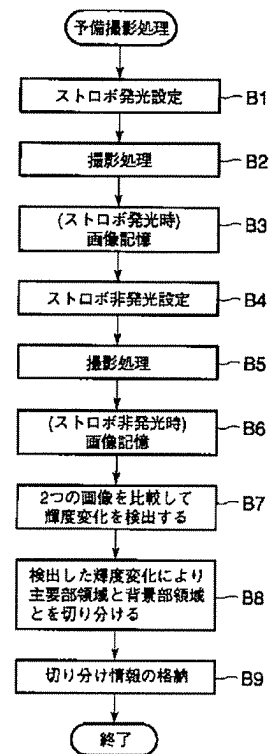 予備撮影処理
ストロボ発光設定
B1
撮影処理
B2
(ストロボ発光時)
画像記憶
B3
ストロボ非発光設定
B4
撮影処理
B5
(ストロボ非発光時)
画像記憶
B6
2つの画像を比較して
輝度変化を検出する
B7
検出した輝度変化により
主要部領域と背景部領域
とを切り分ける
B8
切り分け情報の格納
B9
終了